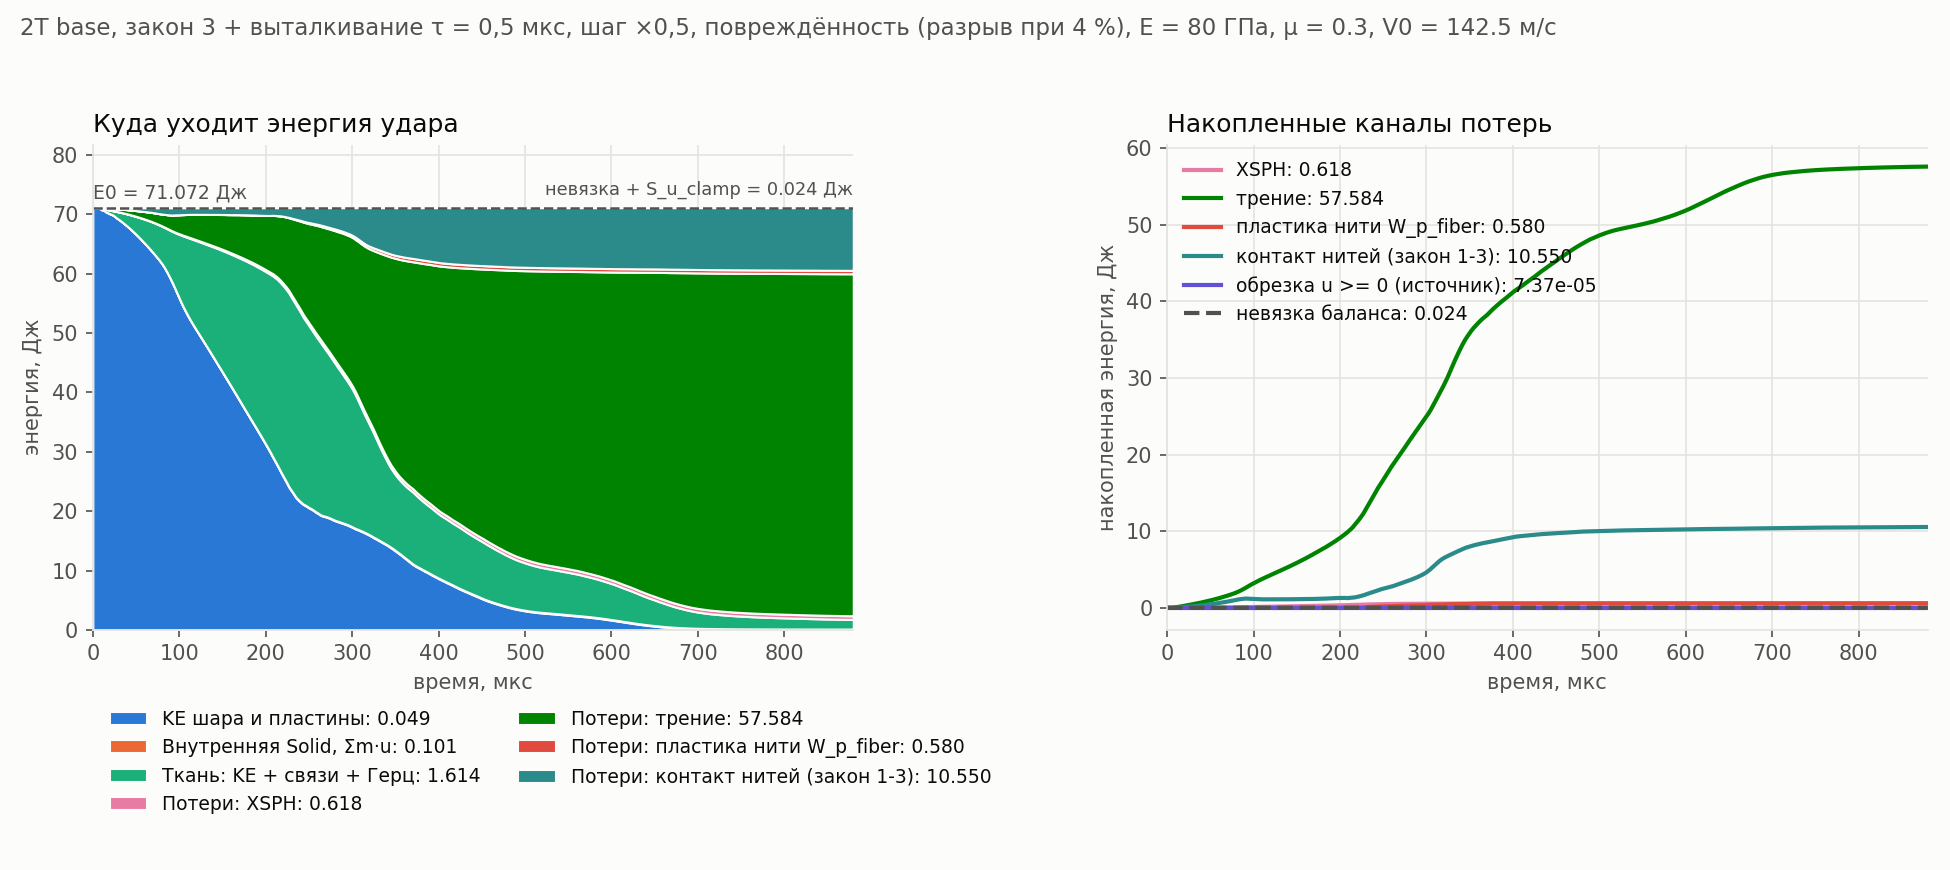 2T base, закон 3 + выталкивание τ = 0,5 мкс, шаг ×0,5, повреждённость (разрыв при 4 %), E = 80 ГПа, μ = 0.3, V0 = 142.5 м/с
Куда уходит энергия удара
80
70
60
50
40
30
20
10
0
энергия, Дж
E0 = 71.072 Дж
невязка + S_u_clamp = 0.024 Дж
0 100 200 300 400 500 600 700 800
время, мкс
KE шара и пластины: 0.049
Внутренняя Solid, Σm·u: 0.101
Ткань: KE + связи + Герц: 1.614
Потери: XSPH: 0.618
Потери: трение: 57.584
Потери: пластика нити W_p_fiber: 0.580
Потери: контакт нитей (закон 1-3): 10.550
Накопленные каналы потерь
60
50
40
30
20
10
0
накопленная энергия, Дж
XSPH: 0.618
трение: 57.584
пластика нити W_p_fiber: 0.580
контакт нитей (закон 1-3): 10.550
обрезка u >= 0 (источник): 7.37e-05
невязка баланса: 0.024
0 100 200 300 400 500 600 700 800
время, мкс